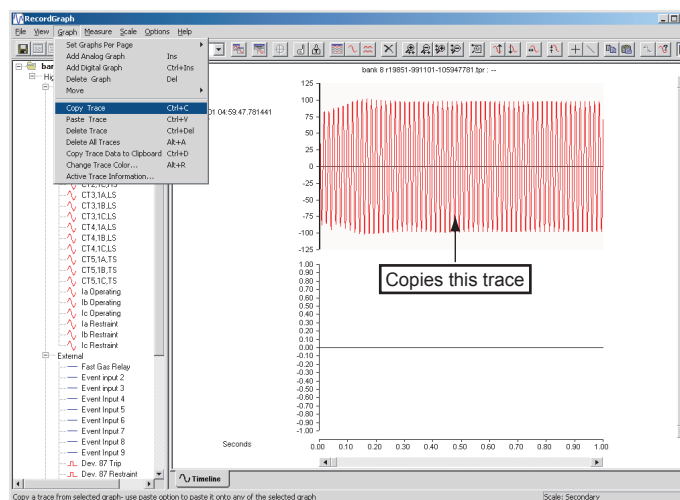 RecordGraph
File View Graph Measure Scale Options Help
Set Graphs Per Page
Add Analog Graph Ins
Add Digital Graph Ctrl+Ins
Delete Graph Del
Move
Copy Trace Ctrl+C
Paste Trace Ctrl+V
Delete Trace Ctrl+Del
Delete All Traces Alt+A
Copy Trace Data to Clipboard Ctrl+D
Change Trace Color... Alt+R
Active Trace Information...
CT3,1A,LS
CT3,1B,LS
CT3,1C,LS
CT4,1A,LS
CT4,1B,LS
CT4,1C,LS
CT5,1A,TS
CT5,1B,TS
CT5,1C,TS
Ia Operating
Ib Operating
Ic Operating
Ia Restraint
Ib Restraint
Ic Restraint
External
Fast Gas Relay
Event input 2
Event input 3
Event Input 4
Event Input 5
Event Input 6
Event Input 7
Event Input 8
Event Input 9
Dev. 87 Trip
Dev. 87 Restraint
bank 8 r19851-991101-105947781.tpr : --
01 04:59:47.781441
125
100
75
50
25
0
-25
-50
-75
-100
-125
Copies this trace
1.00
0.90
0.80
0.70
0.60
0.50
0.40
0.30
0.20
0.10
0.00
-0.10
-0.20
-0.30
-0.40
-0.50
-0.60
-0.70
-0.80
-0.90
-1.00
Seconds
0.00 0.10 0.20 0.30 0.40 0.50 0.60 0.70 0.80 0.90 1.00
Timeline
Copy a trace from selected graph- use paste option to paste it onto any of the selected graph
Scale: Secondary